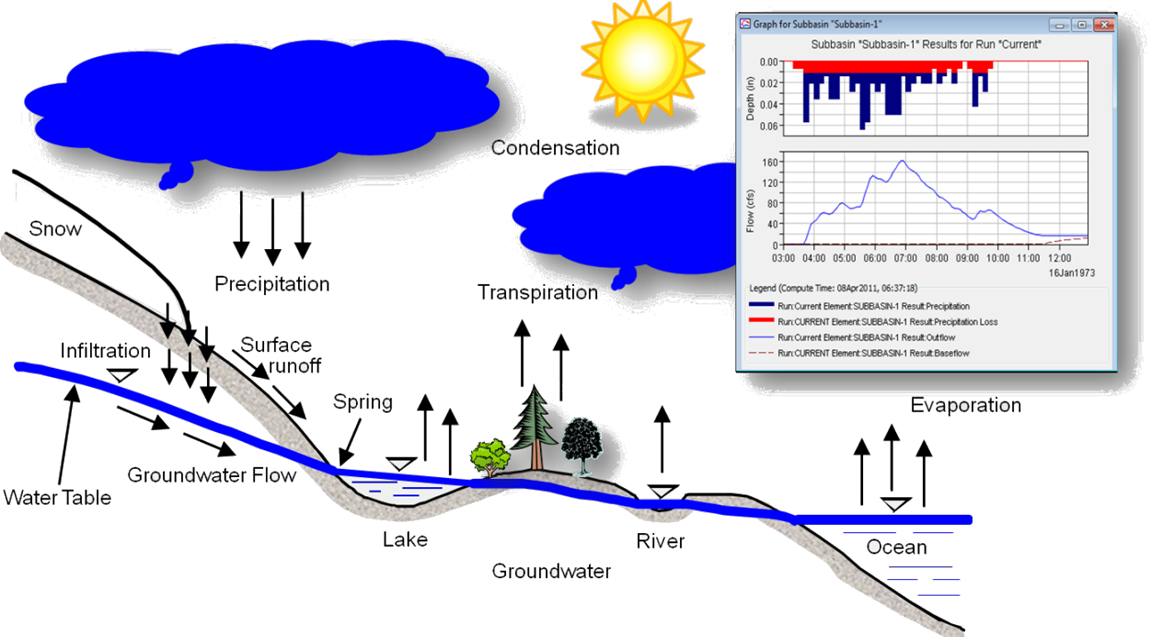 Graph for Subbasin "Subbasin-1"
Subbasin "Subbasin-1" Results for Run "Current"
Depth (in)
0.00
0.02
0.04
0.06
Flow (cfs)
160
120
80
40
0
03:00 04:00 05:00 06:00 07:00 08:00 09:00 10:00 11:00 12:00
16Jan1973
Legend (Compute Time: 08Apr2011, 06:37:18)
Run:Current Element:SUBBASIN-1 Result:Precipitation
Run:CURRENT Element:SUBBASIN-1 Result:Precipitation Loss
Run:Current Element:SUBBASIN-1 Result:Outflow
Run:CURRENT Element:SUBBASIN-1 Result:Baseflow
Condensation
Snow
Precipitation
Transpiration
Infiltration
Surface
runoff
Spring
Evaporation
Groundwater Flow
Water Table
Lake
River
Ocean
Groundwater